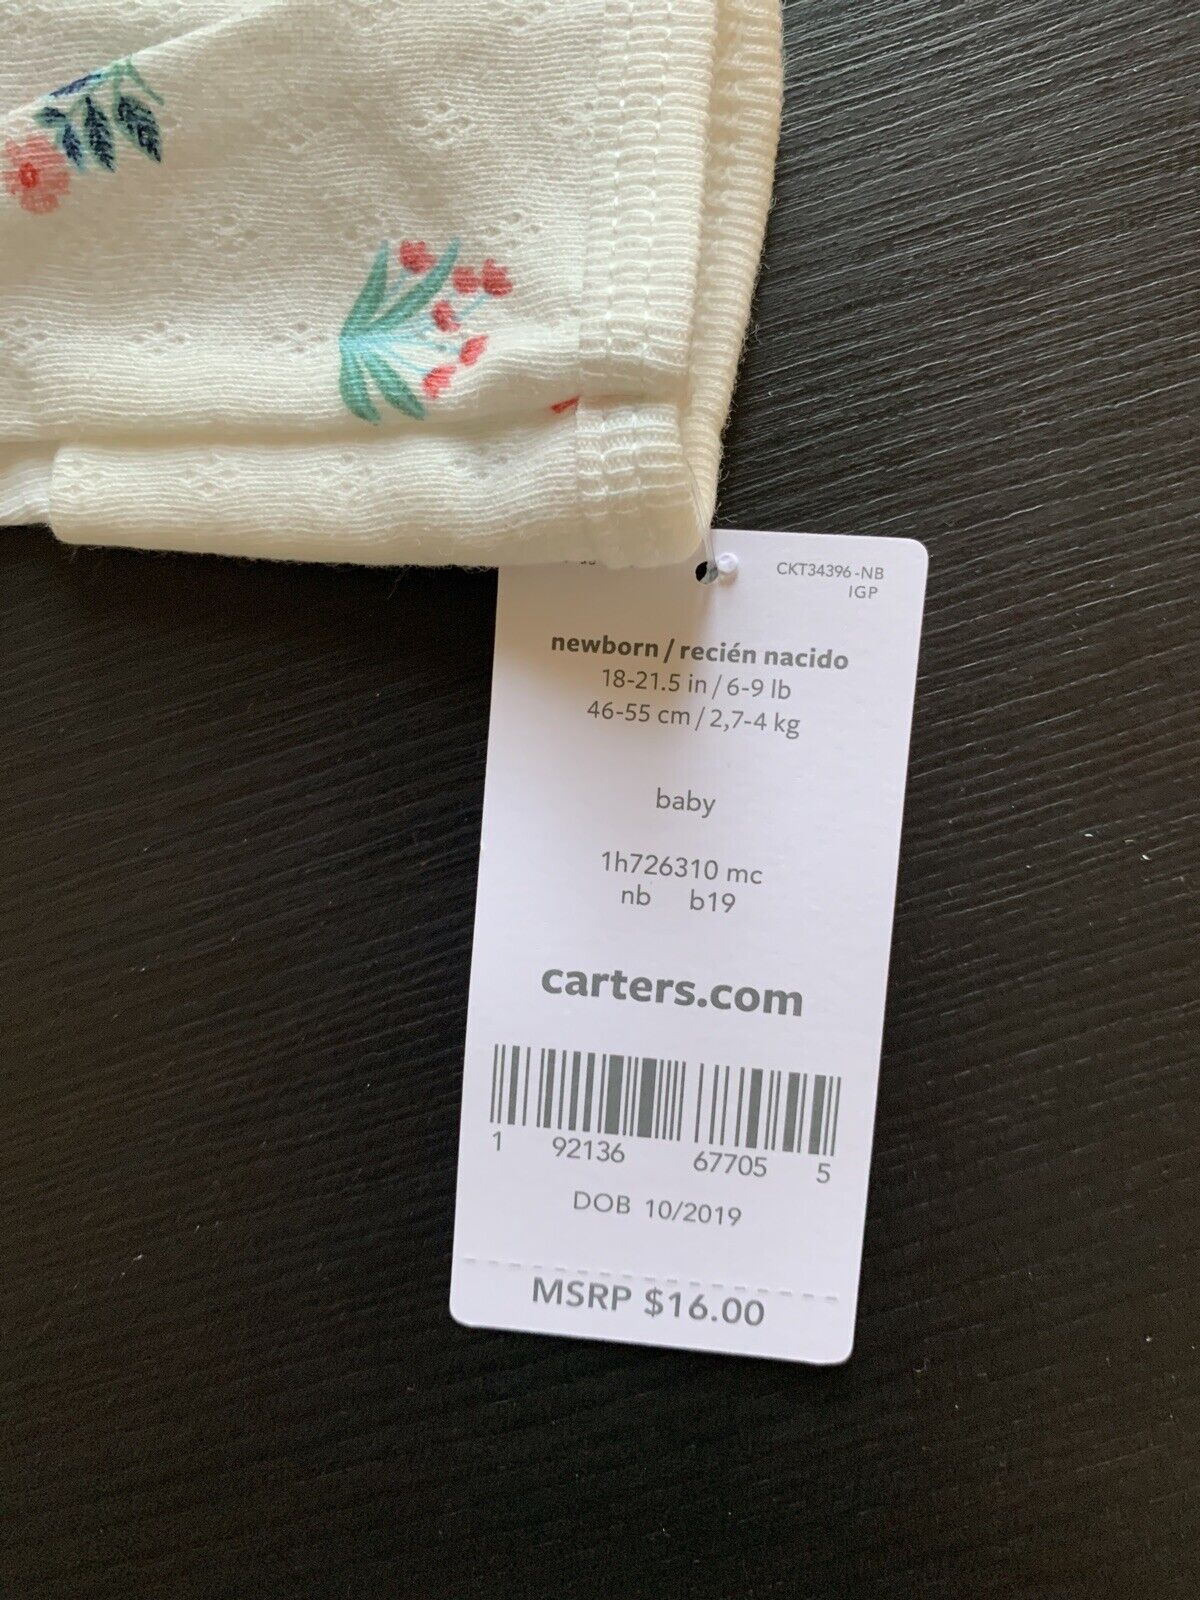 CKT34396-NB
IGP
newborn / recién nacido
18-21.5 in / 6-9 lb
46-55 cm / 2,7-4 kg
baby
1h726310 mc
nb b19
carters.com
1 92136 67705 5
DOB 10/2019
MSRP $16.00